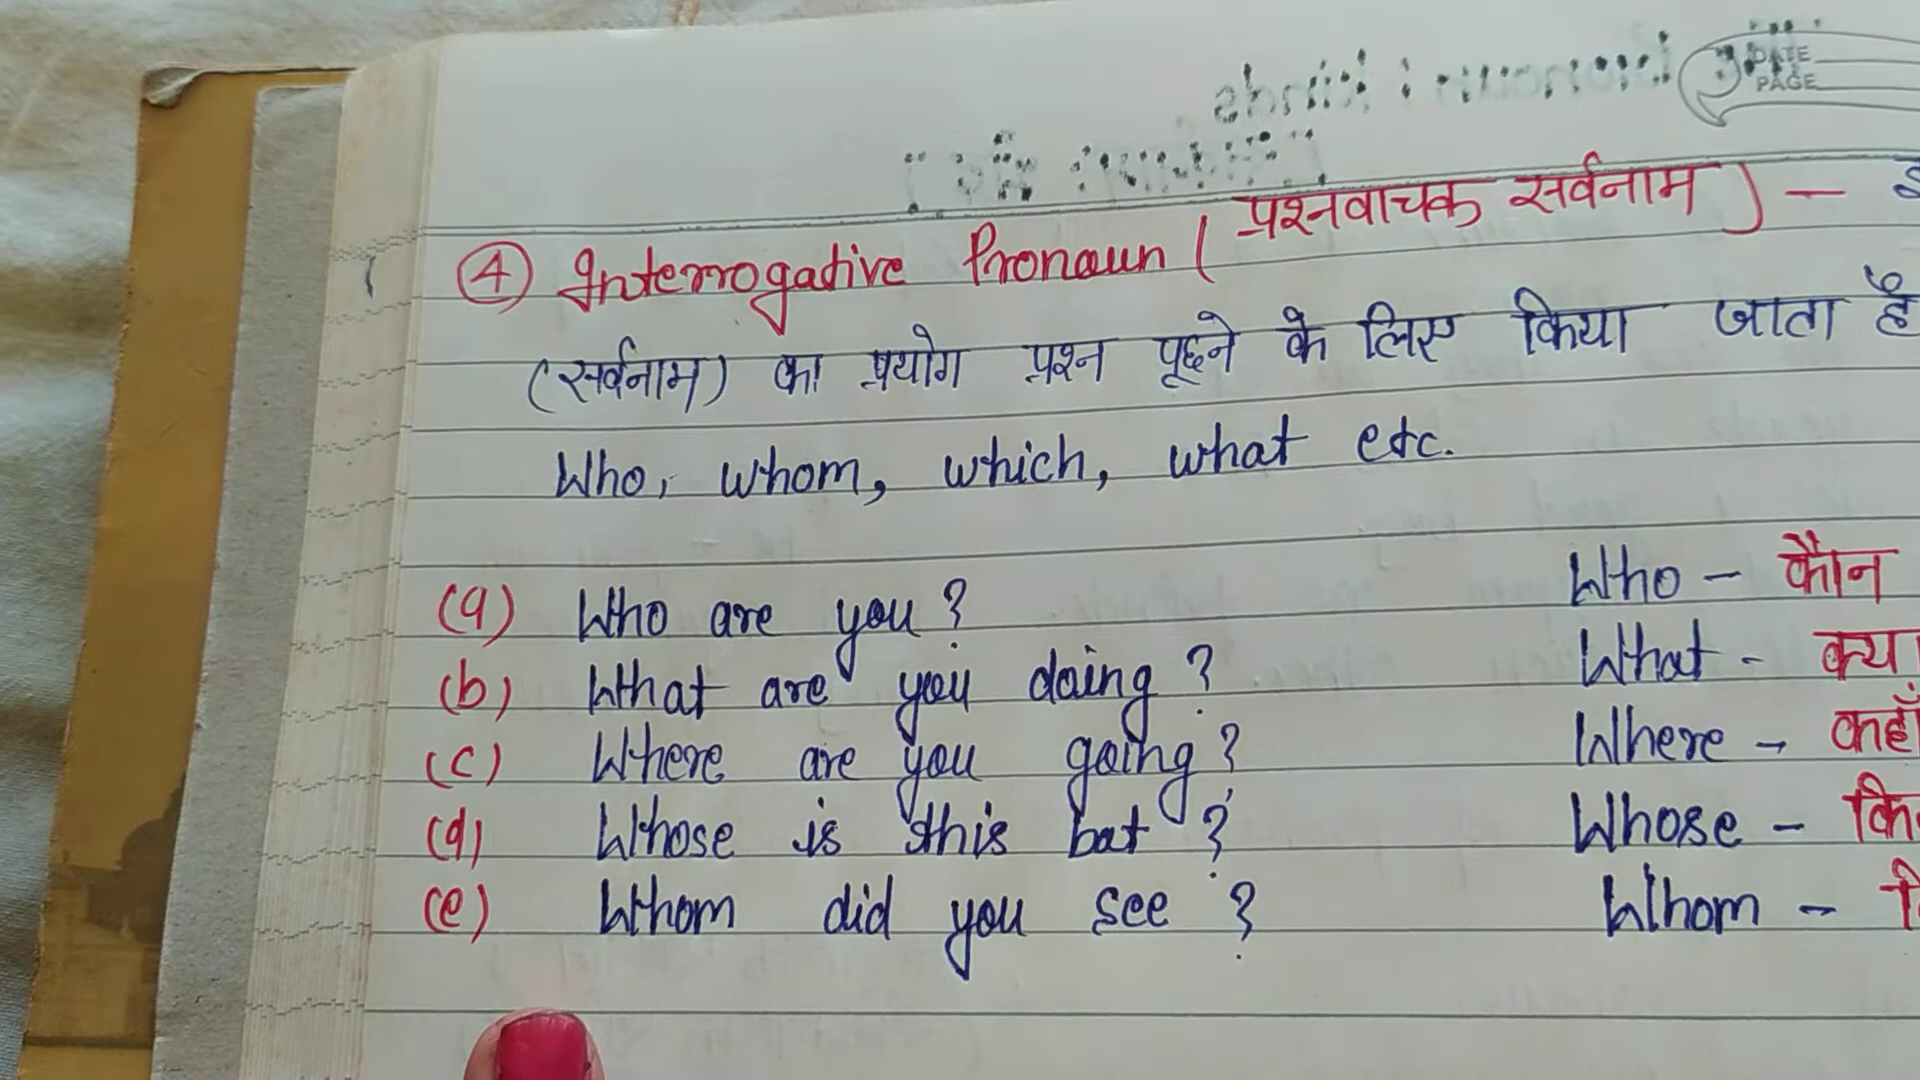 DATE
PAGE
④ Interrogative Pronoun (प्रश्नवाचक सर्वनाम) –
(सर्वनाम) का प्रयोग प्रश्न पूछने के लिए किया जाता है
Who, whom, which, what etc.
(a) Who are you? Who – कौन
(b) What are you doing? What - क्या
(c) Where are you going? Where - कहाँ
(d) Whose is this bat? Whose –
(e) Whom did you see? Whom –